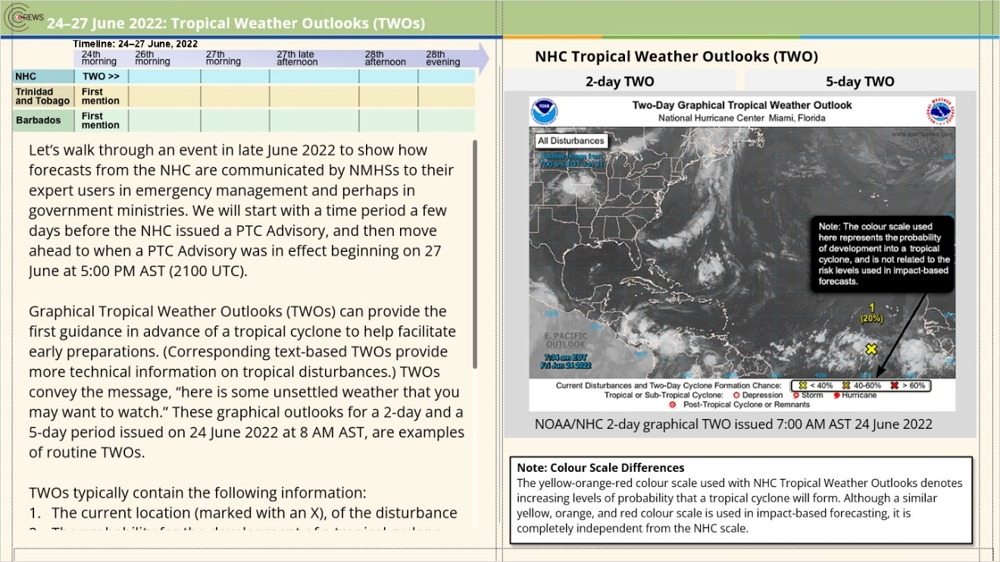 CREWS
24–27 June 2022: Tropical Weather Outlooks (TWOs)
Timeline: 24–27 June, 2022
24th morning
26th morning
27th morning
27th late afternoon
28th afternoon
28th evening
NHC
TWO >>
Trinidad and Tobago
First mention
Barbados
First mention
Let’s walk through an event in late June 2022 to show how
forecasts from the NHC are communicated by NMHSs to their
expert users in emergency management and perhaps in
government ministries. We will start with a time period a few
days before the NHC issued a PTC Advisory, and then move
ahead to when a PTC Advisory was in effect beginning on 27
June at 5:00 PM AST (2100 UTC).
Graphical Tropical Weather Outlooks (TWOs) can provide the
first guidance in advance of a tropical cyclone to help facilitate
early preparations. (Corresponding text-based TWOs provide
more technical information on tropical disturbances.) TWOs
convey the message, “here is some unsettled weather that you
may want to watch.” These graphical outlooks for a 2-day and a
5-day period issued on 24 June 2022 at 8 AM AST, are examples
of routine TWOs.
TWOs typically contain the following information:
1. The current location (marked with an X), of the disturbance
NHC Tropical Weather Outlooks (TWO)
2-day TWO
5-day TWO
Two-Day Graphical Tropical Weather Outlook
National Hurricane Center Miami, Florida
NOAA
www.hurricanes.gov
All Disturbances
Satellite Image from
7:00 am EDT Jun 24
Note: The colour scale used
here represents the probability
of development into a tropical
cyclone, and is not related to the
risk levels used in impact-based
forecasts.
1
(20%)
E. PACIFIC
OUTLOOK
7:34 am EDT
Fri Jun 24 2022
Current Disturbances and Two-Day Cyclone Formation Chance: < 40% 40-60% > 60%
Tropical or Sub-Tropical Cyclone: Depression Storm Hurricane
Post-Tropical Cyclone or Remnants
NOAA/NHC 2-day graphical TWO issued 7:00 AM AST 24 June 2022
Note: Colour Scale Differences
The yellow-orange-red colour scale used with NHC Tropical Weather Outlooks denotes
increasing levels of probability that a tropical cyclone will form. Although a similar
yellow, orange, and red colour scale is used in impact-based forecasting, it is
completely independent from the NHC scale.